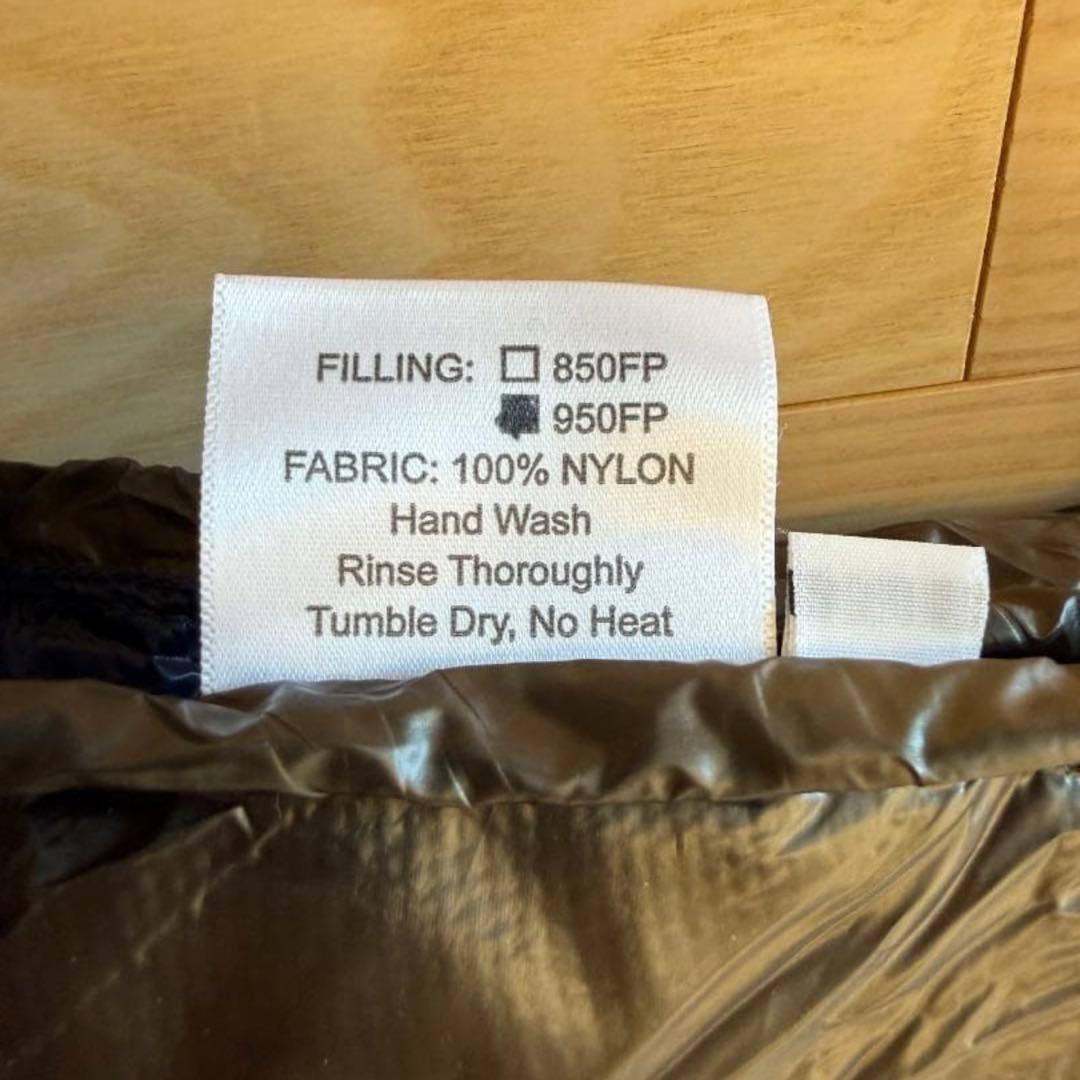 FILLING: ☐ 850FP
■ 950FP
FABRIC: 100% NYLON
Hand Wash
Rinse Thoroughly
Tumble Dry, No Heat